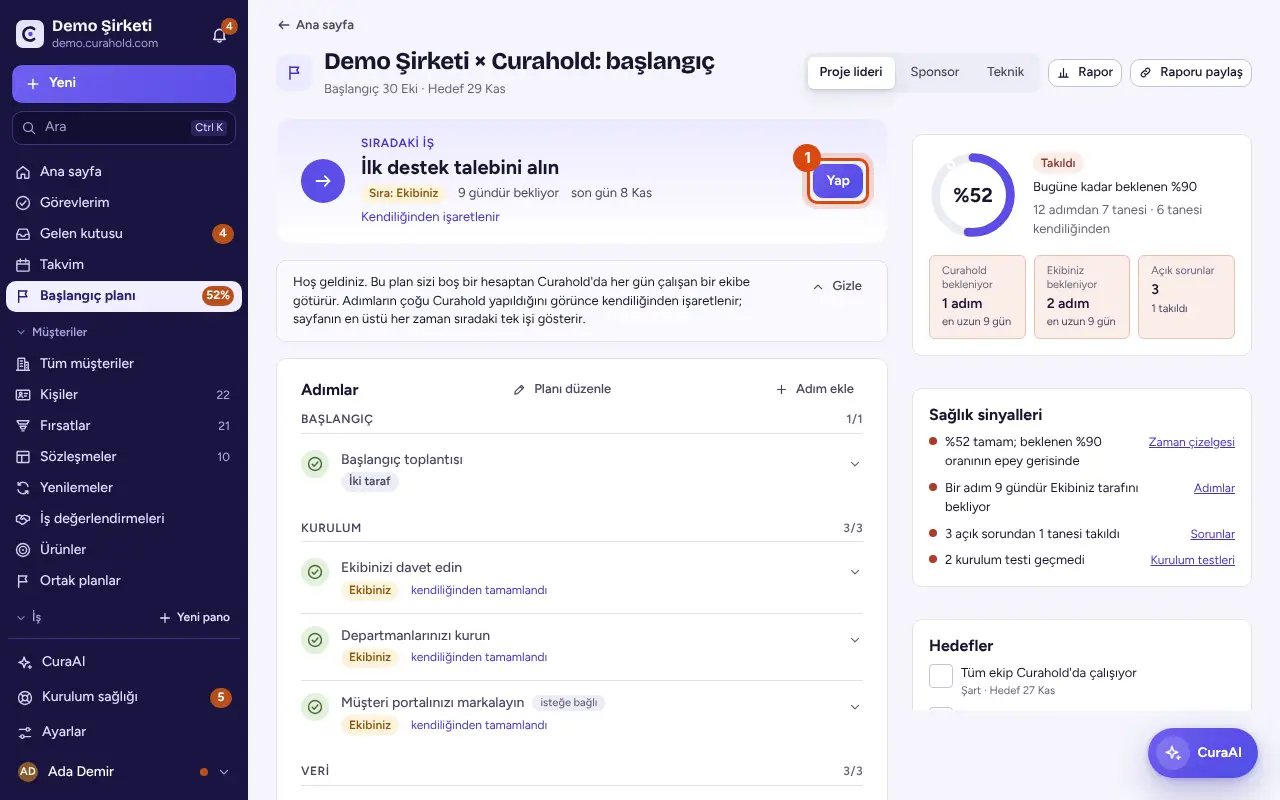 Demo Şirketi
demo.curahold.com
4
Yeni
Ara
Ctrl K
Ana sayfa
Görevlerim
Gelen kutusu 4
Takvim
Başlangıç planı 52%
Müşteriler
Tüm müşteriler
Kişiler 22
Fırsatlar 21
Sözleşmeler 10
Yenilemeler
İş değerlendirmeleri
Ürünler
Ortak planlar
İş
Yeni pano
CuraAI
Kurulum sağlığı 5
Ayarlar
AD Ada Demir
Ana sayfa
Demo Şirketi × Curahold: başlangıç
Başlangıç 30 Eki · Hedef 29 Kas
Proje lideri
Sponsor
Teknik
Rapor
Raporu paylaş
SIRADAKİ İŞ
İlk destek talebini alın
Sıra: Ekibiniz 9 gündür bekliyor son gün 8 Kas
Kendiliğinden işaretlenir
1
Yap
Hoş geldiniz. Bu plan sizi boş bir hesaptan Curahold'da her gün çalışan bir ekibe
götürür. Adımların çoğu Curahold yapıldığını görünce kendiliğinden işaretlenir;
sayfanın en üstü her zaman sıradaki tek işi gösterir.
Gizle
Adımlar
Planı düzenle
Adım ekle
BAŞLANGIÇ 1/1
Başlangıç toplantısı
İki taraf
KURULUM 3/3
Ekibinizi davet edin
Ekibiniz kendiliğinden tamamlandı
Departmanlarınızı kurun
Ekibiniz kendiliğinden tamamlandı
Müşteri portalınızı markalayın isteğe bağlı
Ekibiniz kendiliğinden tamamlandı
VERİ 3/3
%52
Takıldı
Bugüne kadar beklenen %90
12 adımdan 7 tanesi · 6 tanesi
kendiliğinden
Curahold
bekleniyor
1 adım
en uzun 9 gün
Ekibiniz
bekleniyor
2 adım
en uzun 9 gün
Açık sorunlar
3
1 takıldı
Sağlık sinyalleri
%52 tamam; beklenen %90
oranının epey gerisinde
Zaman çizelgesi
Bir adım 9 gündür Ekibiniz tarafını
bekliyor
Adımlar
3 açık sorundan 1 tanesi takıldı
Sorunlar
2 kurulum testi geçmedi
Kurulum testleri
Hedefler
Tüm ekip Curahold'da çalışıyor
Şart · Hedef 27 Kas
CuraAI